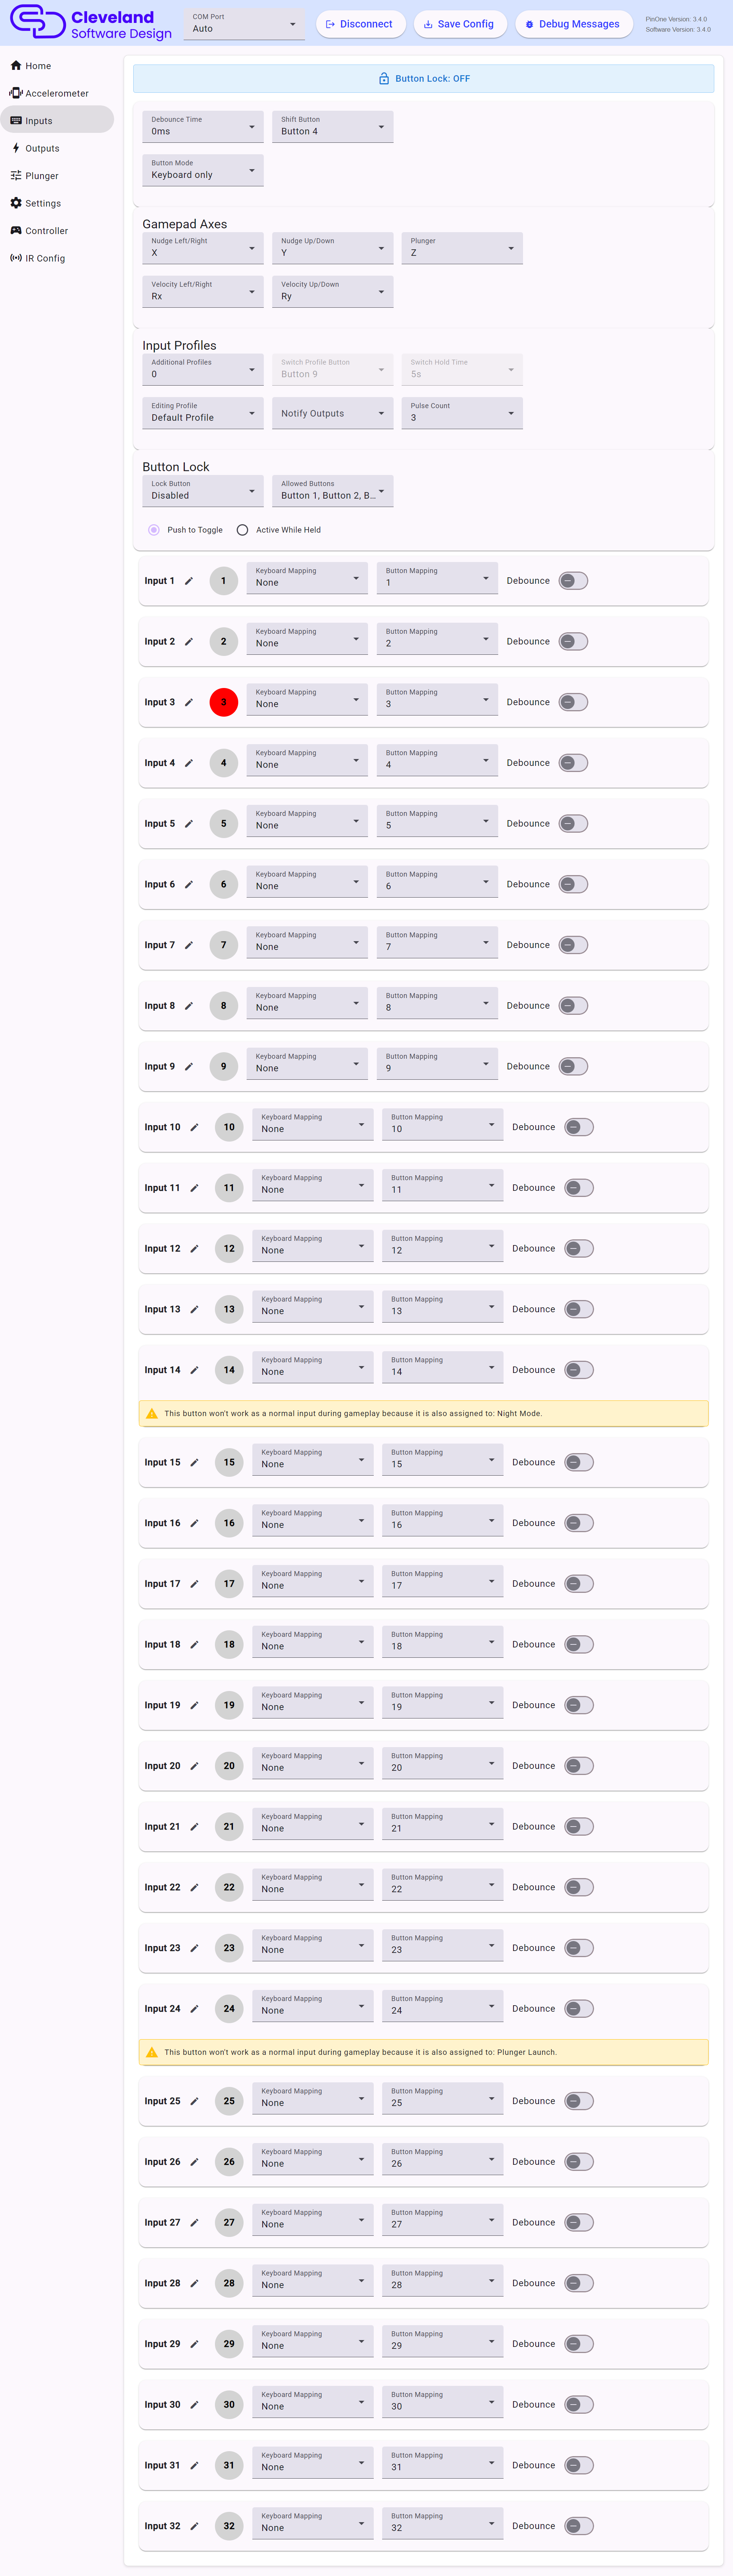 Cleveland
Software Design
COM Port
Auto
Disconnect
Save Config
Debug Messages
PinOne Version: 3.4.0
Software Version: 3.4.0
Home
Accelerometer
Inputs
Outputs
Plunger
Settings
Controller
IR Config
Button Lock: OFF
Debounce Time
0ms
Shift Button
Button 4
Button Mode
Keyboard only
Gamepad Axes
Nudge Left/Right
X
Nudge Up/Down
Y
Plunger
Z
Velocity Left/Right
Rx
Velocity Up/Down
Ry
Input Profiles
Additional Profiles
0
Switch Profile Button
Button 9
Switch Hold Time
5s
Editing Profile
Default Profile
Notify Outputs
Pulse Count
3
Button Lock
Lock Button
Disabled
Allowed Buttons
Button 1, Button 2, B...
Push to Toggle
Active While Held
Input 1
1
Keyboard Mapping
None
Button Mapping
1
Debounce
Input 2
2
Keyboard Mapping
None
Button Mapping
2
Debounce
Input 3
3
Keyboard Mapping
None
Button Mapping
3
Debounce
Input 4
4
Keyboard Mapping
None
Button Mapping
4
Debounce
Input 5
5
Keyboard Mapping
None
Button Mapping
5
Debounce
Input 6
6
Keyboard Mapping
None
Button Mapping
6
Debounce
Input 7
7
Keyboard Mapping
None
Button Mapping
7
Debounce
Input 8
8
Keyboard Mapping
None
Button Mapping
8
Debounce
Input 9
9
Keyboard Mapping
None
Button Mapping
9
Debounce
Input 10
10
Keyboard Mapping
None
Button Mapping
10
Debounce
Input 11
11
Keyboard Mapping
None
Button Mapping
11
Debounce
Input 12
12
Keyboard Mapping
None
Button Mapping
12
Debounce
Input 13
13
Keyboard Mapping
None
Button Mapping
13
Debounce
Input 14
14
Keyboard Mapping
None
Button Mapping
14
Debounce
This button won't work as a normal input during gameplay because it is also assigned to: Night Mode.
Input 15
15
Keyboard Mapping
None
Button Mapping
15
Debounce
Input 16
16
Keyboard Mapping
None
Button Mapping
16
Debounce
Input 17
17
Keyboard Mapping
None
Button Mapping
17
Debounce
Input 18
18
Keyboard Mapping
None
Button Mapping
18
Debounce
Input 19
19
Keyboard Mapping
None
Button Mapping
19
Debounce
Input 20
20
Keyboard Mapping
None
Button Mapping
20
Debounce
Input 21
21
Keyboard Mapping
None
Button Mapping
21
Debounce
Input 22
22
Keyboard Mapping
None
Button Mapping
22
Debounce
Input 23
23
Keyboard Mapping
None
Button Mapping
23
Debounce
Input 24
24
Keyboard Mapping
None
Button Mapping
24
Debounce
This button won't work as a normal input during gameplay because it is also assigned to: Plunger Launch.
Input 25
25
Keyboard Mapping
None
Button Mapping
25
Debounce
Input 26
26
Keyboard Mapping
None
Button Mapping
26
Debounce
Input 27
27
Keyboard Mapping
None
Button Mapping
27
Debounce
Input 28
28
Keyboard Mapping
None
Button Mapping
28
Debounce
Input 29
29
Keyboard Mapping
None
Button Mapping
29
Debounce
Input 30
30
Keyboard Mapping
None
Button Mapping
30
Debounce
Input 31
31
Keyboard Mapping
None
Button Mapping
31
Debounce
Input 32
32
Keyboard Mapping
None
Button Mapping
32
Debounce